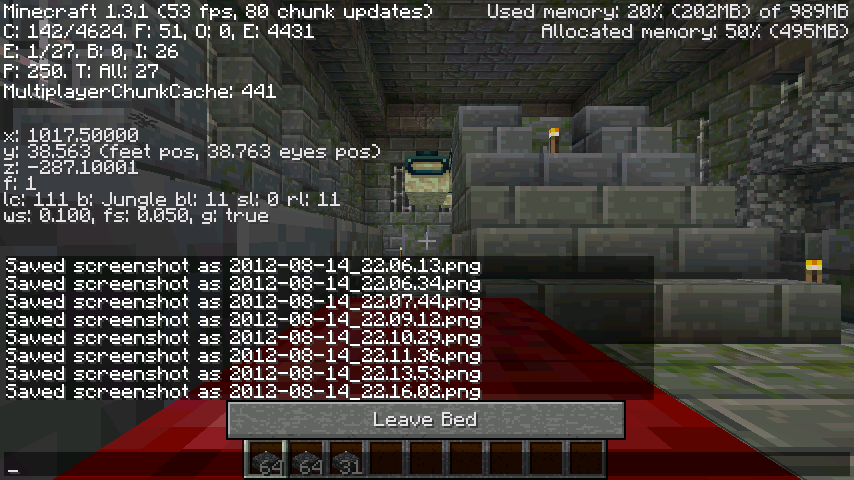 Minecraft 1.3.1 (53 fps, 80 chunk updates)
Used memory: 20% (202MB) of 989MB
C: 142/4624, F: 51, O: 0, E: 4431
Allocated memory: 50% (495MB)
E: 1/27, B: 0, I: 26
P: 250, T: All: 27
MultiplayerChunkCache: 441
x: 1017.50000
y: 38.563 (feet pos, 38.763 eyes pos)
z: -287.10001
f: 1
lc: 111 b: Jungle bl: 11 sl: 0 rl: 11
ws: 0.100, fs: 0.050, g: true
Saved screenshot as 2012-08-14_22.06.13.png
Saved screenshot as 2012-08-14_22.06.34.png
Saved screenshot as 2012-08-14_22.07.44.png
Saved screenshot as 2012-08-14_22.09.12.png
Saved screenshot as 2012-08-14_22.10.29.png
Saved screenshot as 2012-08-14_22.11.36.png
Saved screenshot as 2012-08-14_22.13.53.png
Saved screenshot as 2012-08-14_22.16.02.png
Leave Bed
64 64 31
_